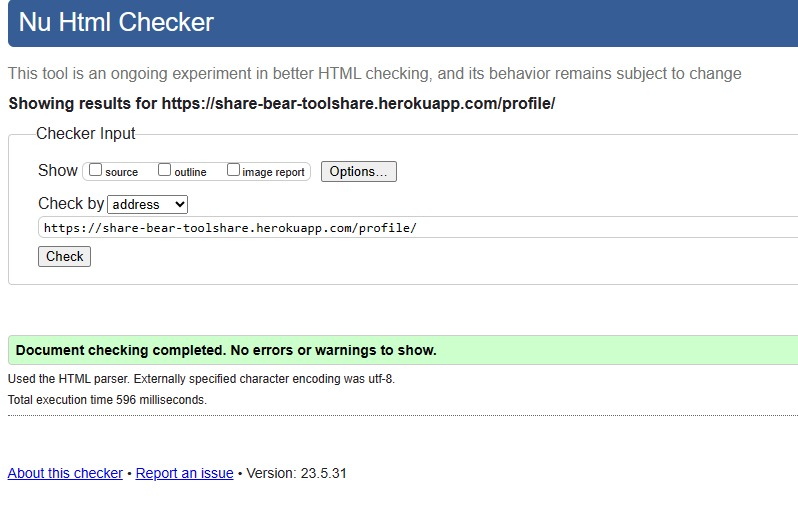 Nu Html Checker
This tool is an ongoing experiment in better HTML checking, and its behavior remains subject to change
Showing results for https://share-bear-toolshare.herokuapp.com/profile/
Checker Input
Show source outline image report Options...
Check by address
https://share-bear-toolshare.herokuapp.com/profile/
Check
Document checking completed. No errors or warnings to show.
Used the HTML parser. Externally specified character encoding was utf-8.
Total execution time 596 milliseconds.
About this checker • Report an issue • Version: 23.5.31